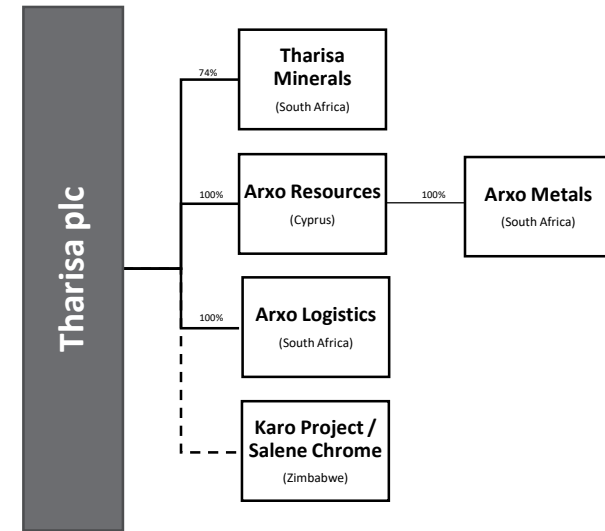 Tharisa plc
74%
Tharisa
Minerals
(South Africa)
100%
Arxo Resources
(Cyprus)
100%
Arxo Metals
(South Africa)
100%
Arxo Logistics
(South Africa)
Karo Project /
Salene Chrome
(Zimbabwe)